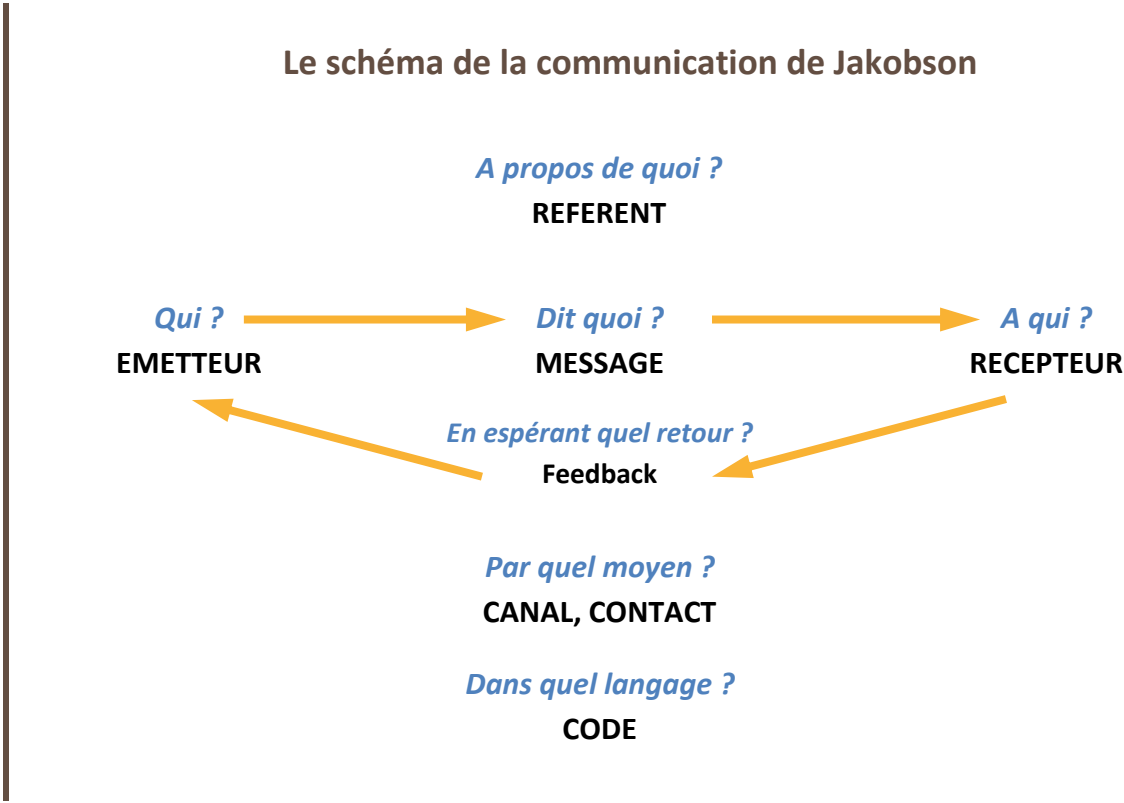 Le schéma de la communication de Jakobson
A propos de quoi ?
REFERENT
Qui ?
Dit quoi ?
A qui ?
EMETTEUR
MESSAGE
RECEPTEUR
En espérant quel retour ?
Feedback
Par quel moyen ?
CANAL, CONTACT
Dans quel langage ?
CODE